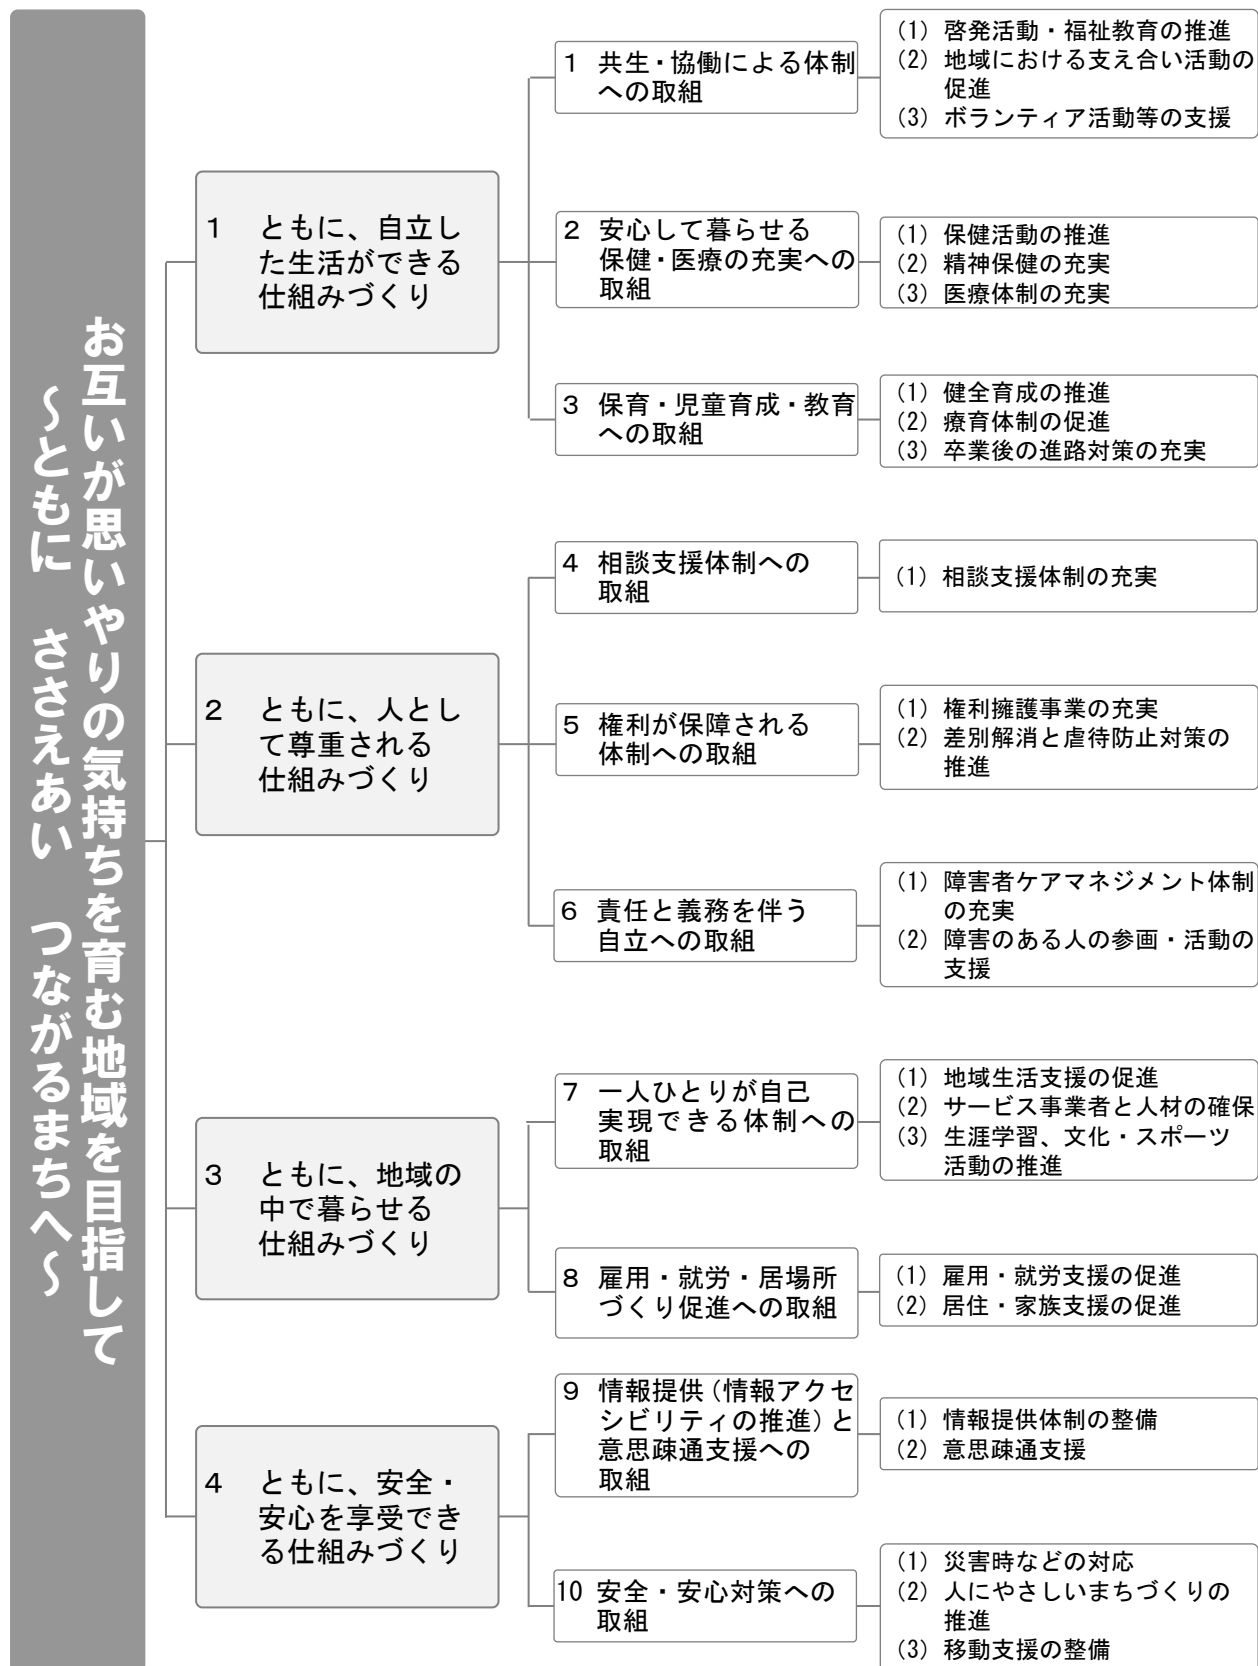 お互いが思いやりの気持ちを育む地域を目指して
～ともに　ささえあい　つながるまちへ～
1　ともに、自立し
た生活ができる
仕組みづくり
1 共生・協働による体制
への取組
(1) 啓発活動・福祉教育の推進
(2) 地域における支え合い活動の
促進
(3) ボランティア活動等の支援
2 安心して暮らせる
保健・医療の充実への
取組
(1) 保健活動の推進
(2) 精神保健の充実
(3) 医療体制の充実
3 保育・児童育成・教育
への取組
(1) 健全育成の推進
(2) 療育体制の促進
(3) 卒業後の進路対策の充実
2　ともに、人とし
て尊重される
仕組みづくり
4 相談支援体制への
取組
(1) 相談支援体制の充実
5 権利が保障される
体制への取組
(1) 権利擁護事業の充実
(2) 差別解消と虐待防止対策の
推進
6 責任と義務を伴う
自立への取組
(1) 障害者ケアマネジメント体制
の充実
(2) 障害のある人の参画・活動の
支援
3　ともに、地域の
中で暮らせる
仕組みづくり
7 一人ひとりが自己
実現できる体制への
取組
(1) 地域生活支援の促進
(2) サービス事業者と人材の確保
(3) 生涯学習、文化・スポーツ
活動の推進
8 雇用・就労・居場所
づくり促進への取組
(1) 雇用・就労支援の促進
(2) 居住・家族支援の促進
4　ともに、安全・
安心を享受でき
る仕組みづくり
9 情報提供（情報アクセ
シビリティの推進）と
意思疎通支援への
取組
(1) 情報提供体制の整備
(2) 意思疎通支援
10 安全・安心対策への
取組
(1) 災害時などの対応
(2) 人にやさしいまちづくりの
推進
(3) 移動支援の整備